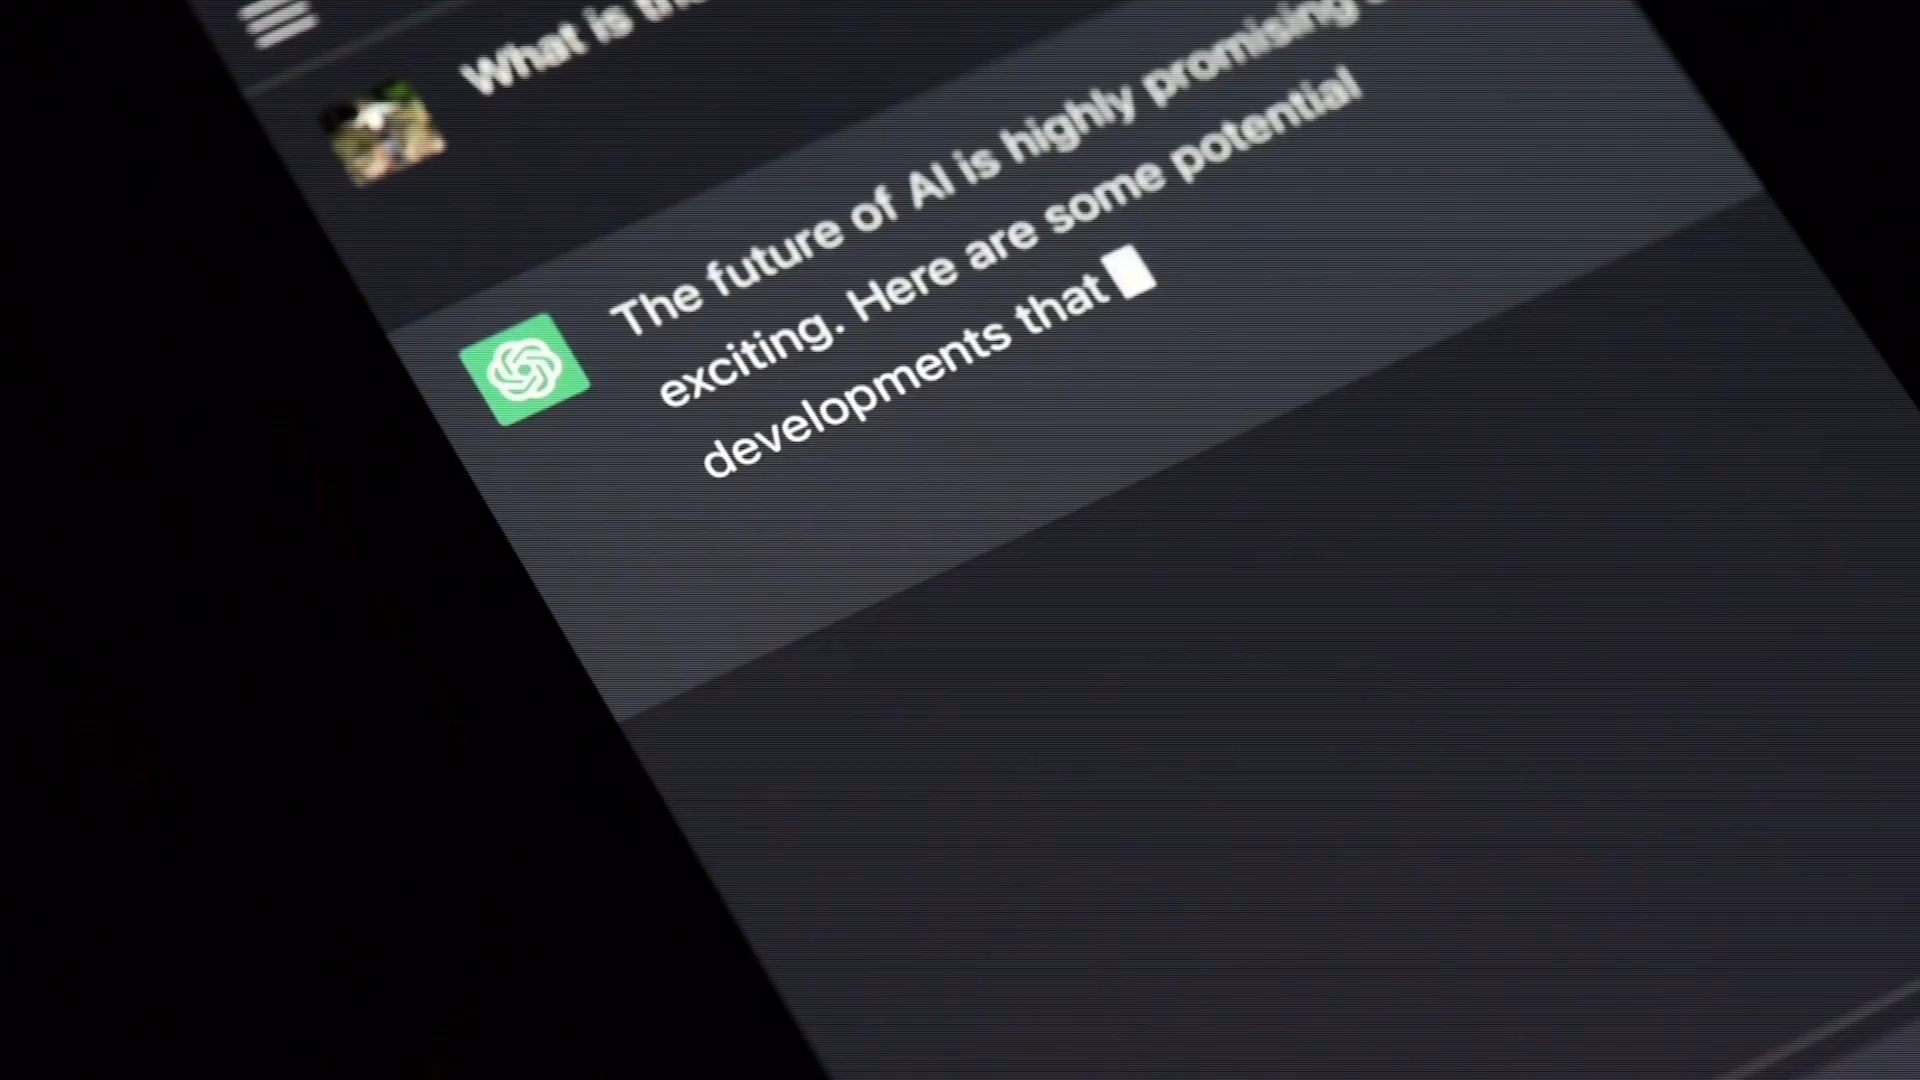 What is
The future of AI is highly promising
exciting. Here are some potential
developments that